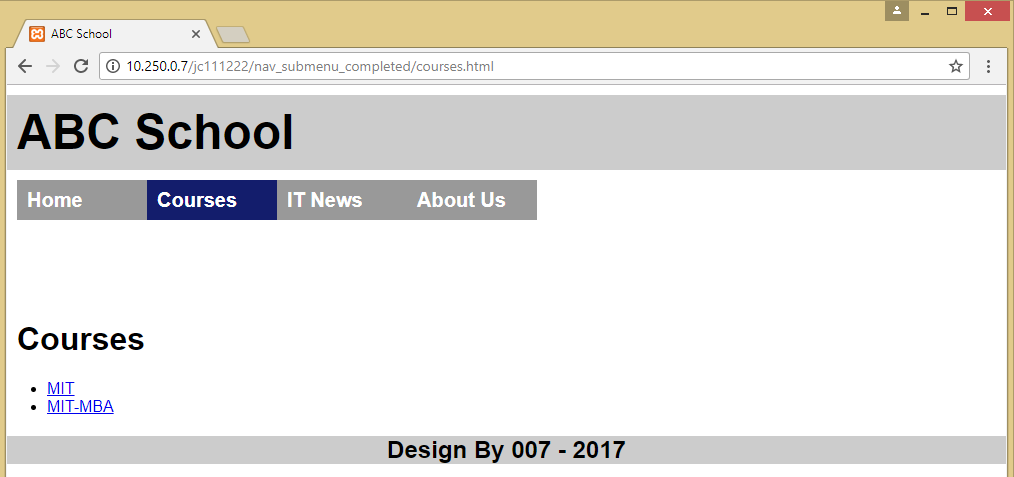 ABC School
10.250.0.7/jc111222/nav_submenu_completed/courses.html
ABC School
Home Courses IT News About Us
Courses
MIT
MIT-MBA
Design By 007 - 2017